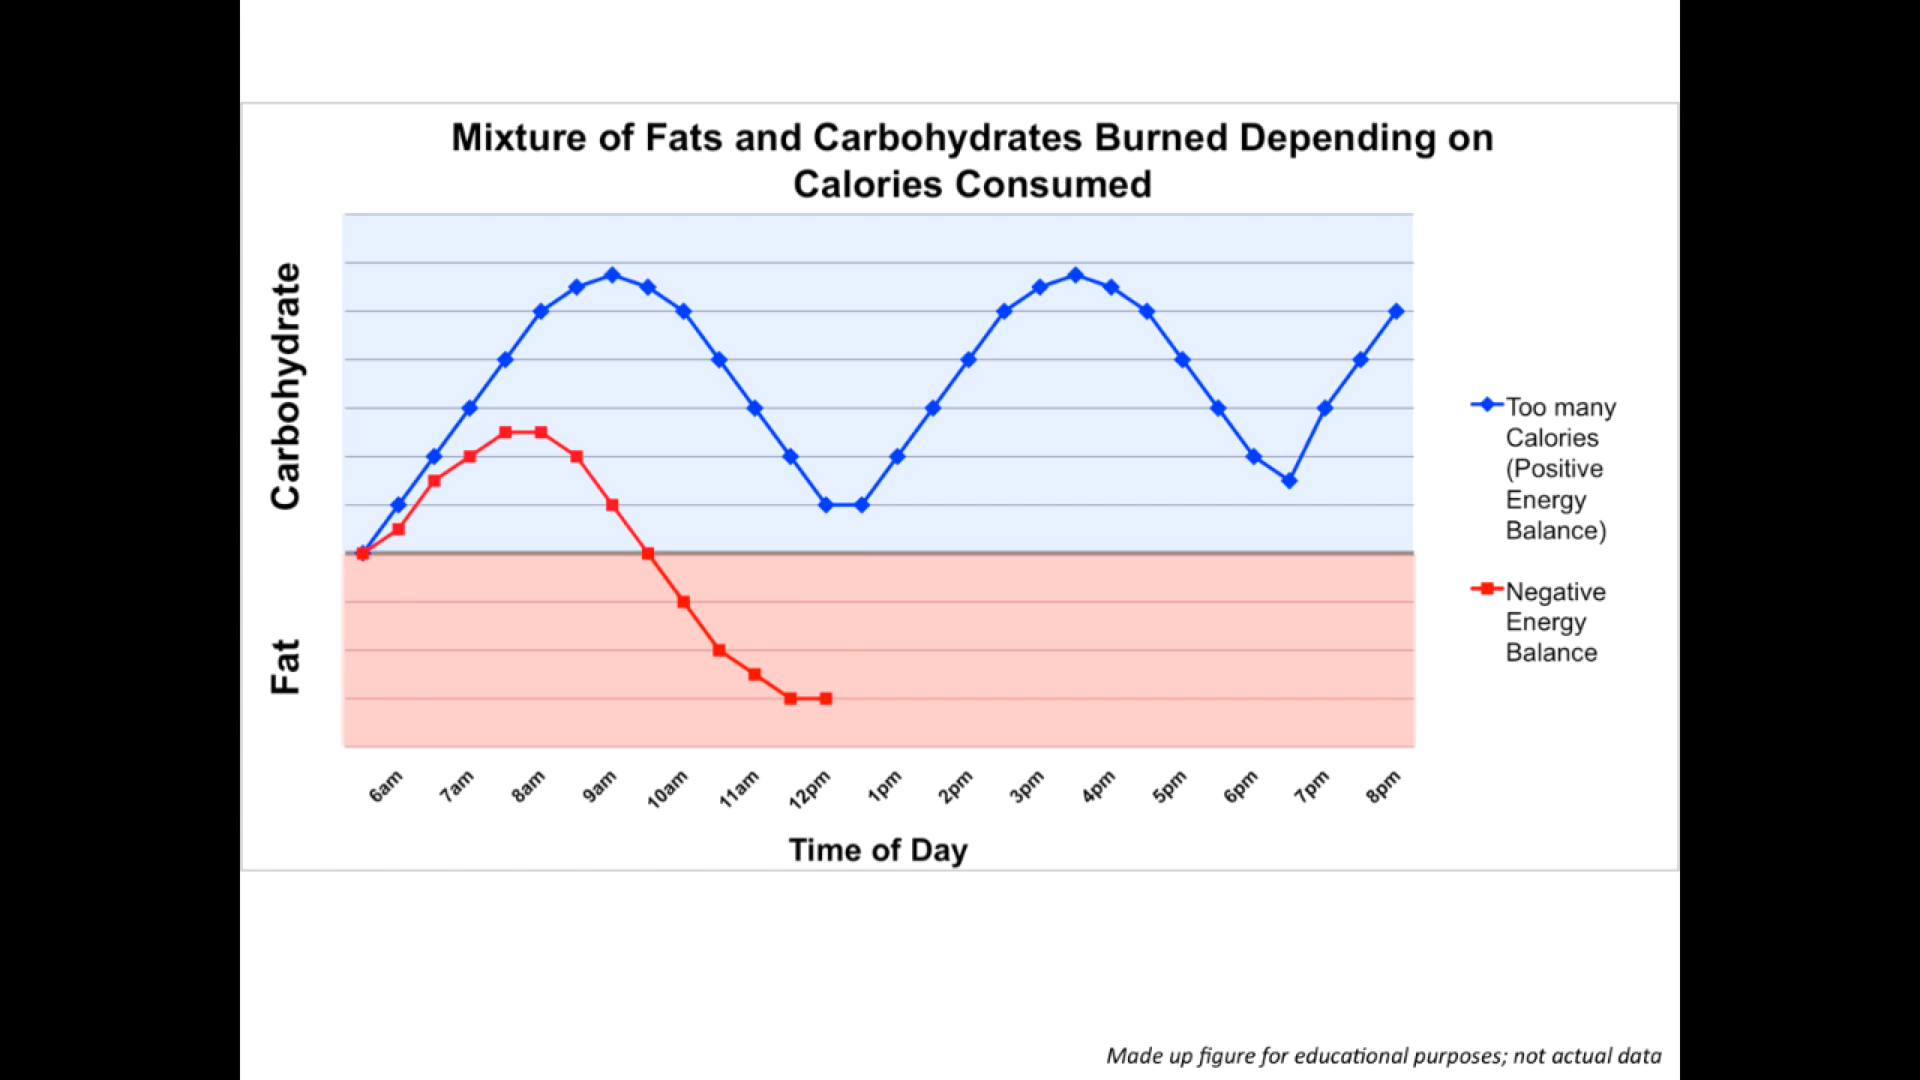 Mixture of Fats and Carbohydrates Burned Depending on
Calories Consumed
Carbohydrate
Fat
Too many
Calories
(Positive
Energy
Balance)
Negative
Energy
Balance
6am 7am 8am 9am 10am 11am 12pm 1pm 2pm 3pm 4pm 5pm 6pm 7pm 8pm
Time of Day
Made up figure for educational purposes; not actual data